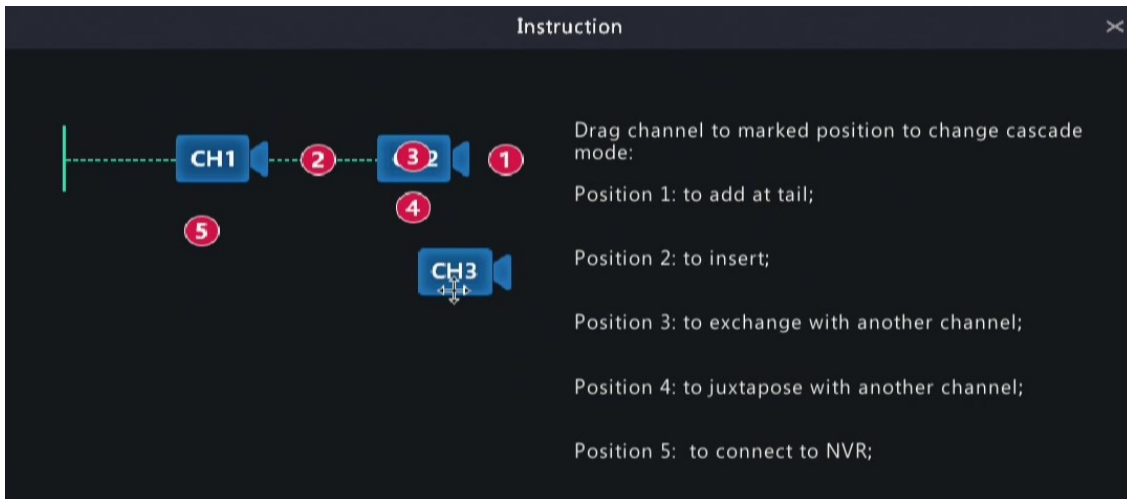 Instruction
CH1
2
3
2
1
4
5
CH3
Drag channel to marked position to change cascade
mode:
Position 1: to add at tail;
Position 2: to insert;
Position 3: to exchange with another channel;
Position 4: to juxtapose with another channel;
Position 5:  to connect to NVR;